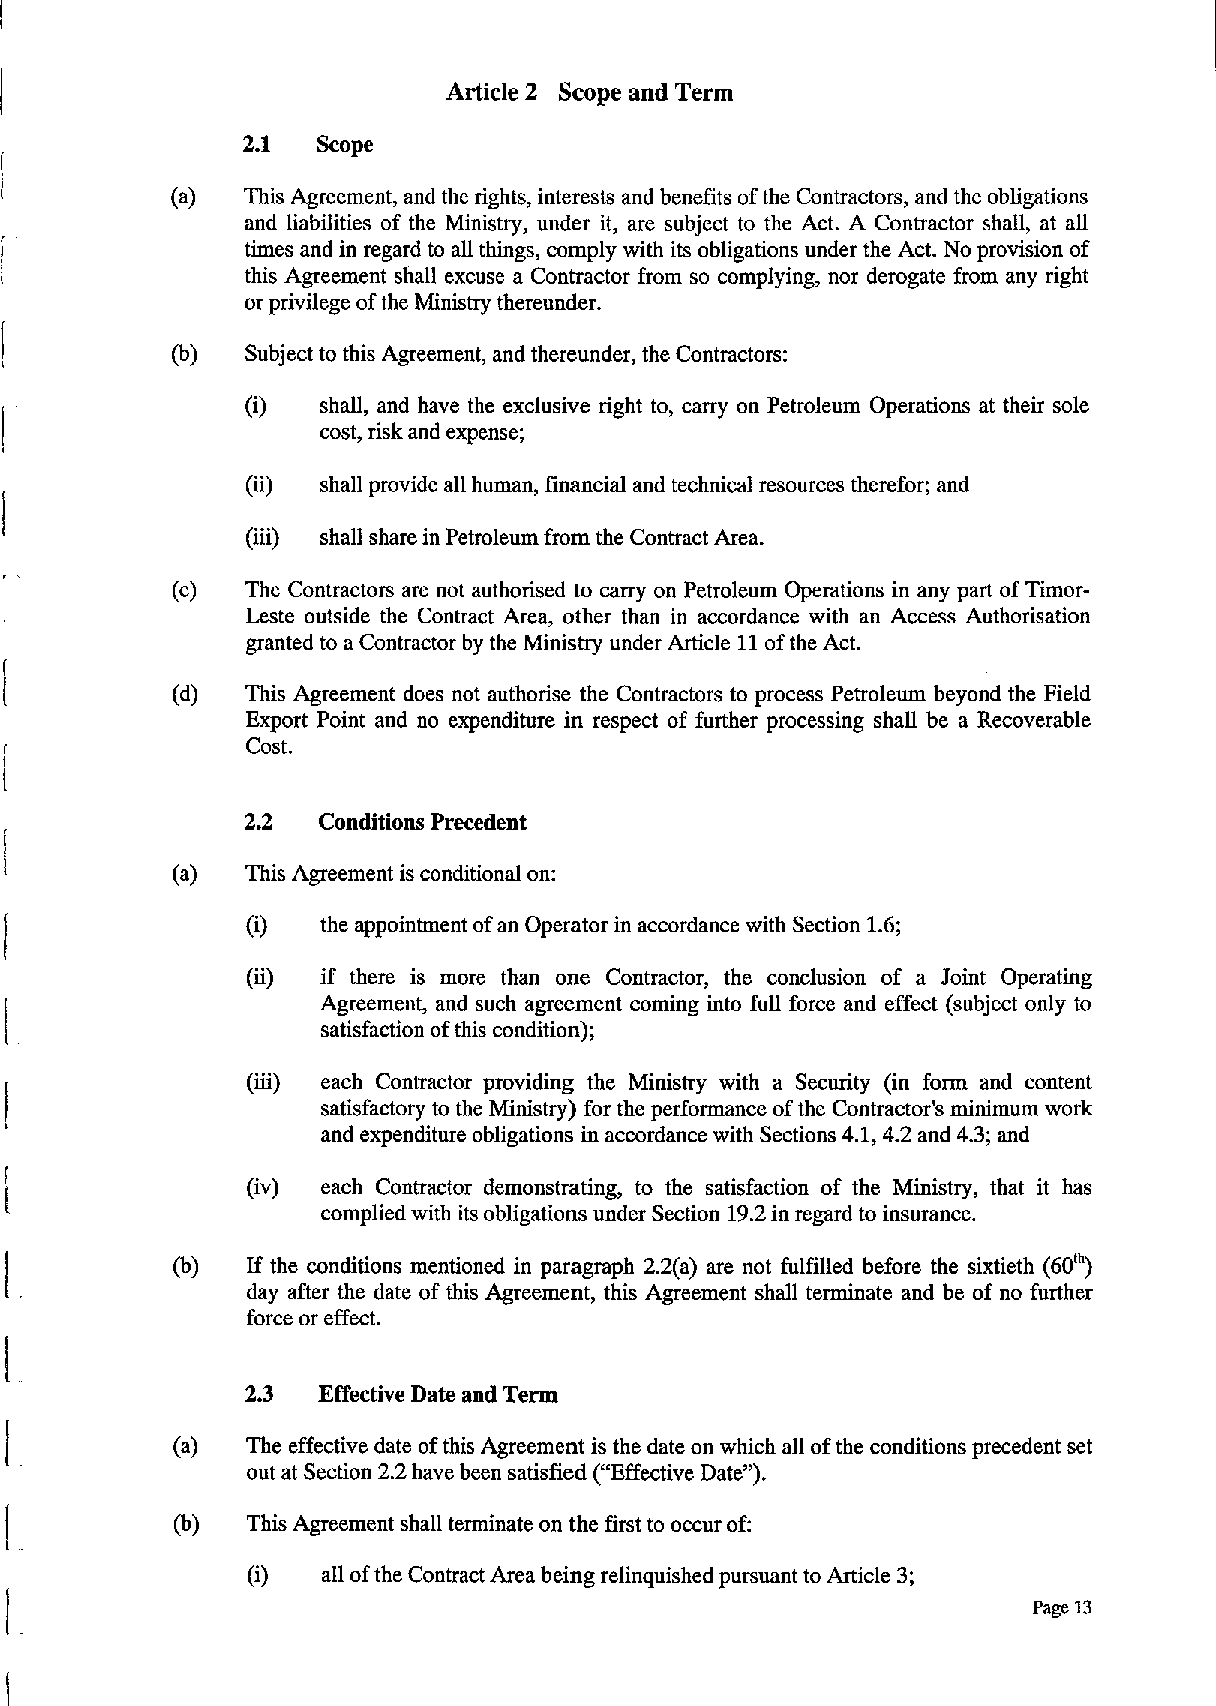 Article 2 Scope and Term
2.1 Scope
(a) This Agreement, and the rights, interests and benefits of the Contractors, and the obligations
and liabilities of the Ministry, under it, are subject to the Act. A Contractor shall, at all
times and in regard to all things, comply with its obligations under the Act. No provision of
this Agreement shall excuse a Contractor from so complying, nor derogate from any right
or privilege of the Ministry thereunder.
(b) Subject to this Agreement, and thereunder, the Contractors:
(i) shall, and have the exclusive right to, carry on Petroleum Operations at their sole
cost, risk and expense;
(ii) shall provide all human, financial and technical resources therefor; and
(iii) shall share in Petroleum from the Contract Area.
(c) The Contractors are not authorised to carry on Petroleum Operations in any part of Timor-
Leste outside the Contract Area, other than in accordance with an Access Authorisation
granted to a Contractor by the Ministry under Article 11 of the Act.
(d) This Agreement does not authorise the Contractors to process Petroleum beyond the Field
Export Point and no expenditure in respect of further processing shall be a Recoverable
Cost.
2.2 Conditions Precedent
(a) This Agreement is conditional on:
(i) the appointment of an Operator in accordance with Section 1.6;
(ii) if there is more than one Contractor, the conclusion of a Joint Operating
Agreement, and such agreement coming into full force and effect (subject only to
satisfaction of this condition);
(iii) each Contractor providing the Ministry with a Security (in form and content
satisfactory to the Ministry) for the performance of the Contractor's minimum work
and expenditure obligations in accordance with Sections 4.1, 4.2 and 4.3; and
(iv) each Contractor demonstrating, to the satisfaction of the Ministry, that it has
complied with its obligations under Section 19.2 in regard to insurance.
(b) If the conditions mentioned in paragraph 2.2(a) are not fulfilled before the sixtieth (60th)
day after the date of this Agreement, this Agreement shall terminate and be of no further
force or effect.
2.3 Effective Date and Term
(a) The effective date of this Agreement is the date on which all of the conditions precedent set
out at Section 2.2 have been satisfied (“Effective Date”).
(b) This Agreement shall terminate on the first to occur of:
(i) all of the Contract Area being relinquished pursuant to Article 3;
Page 13